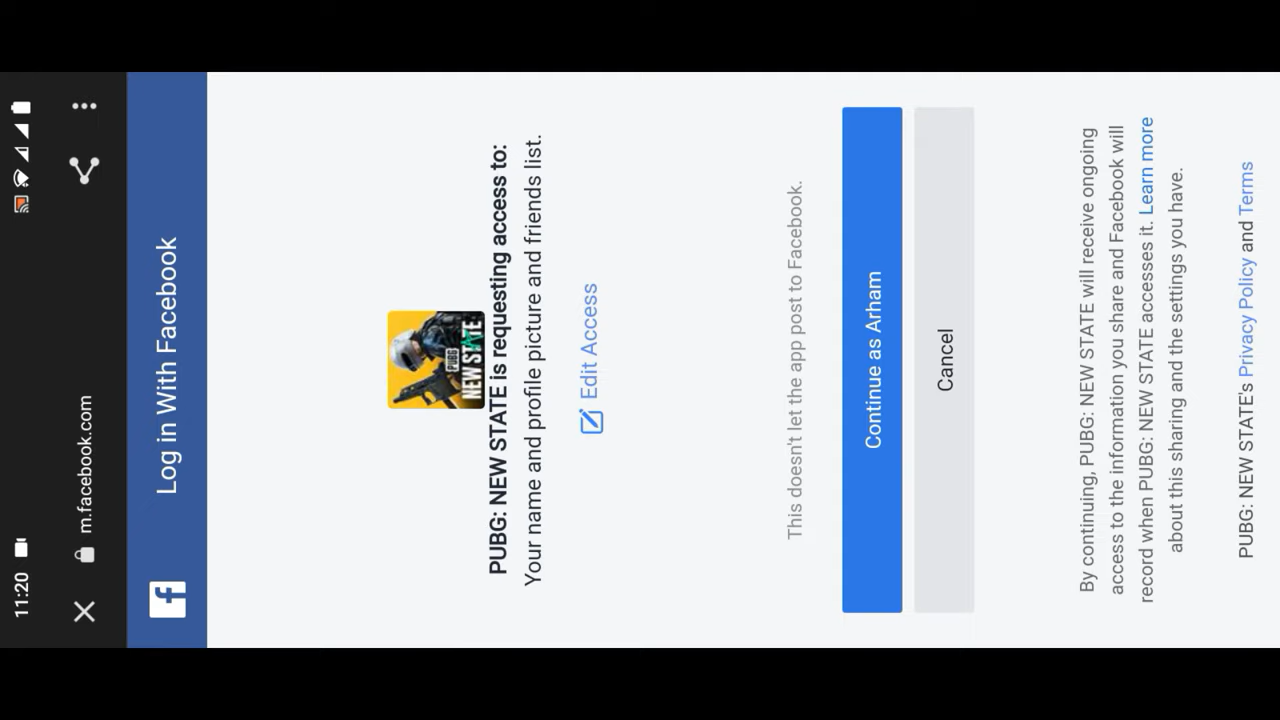 11:20
m.facebook.com
f
Log in With Facebook
PUBG
NEW STATE
PUBG: NEW STATE is requesting access to:
Your name and profile picture and friends list.
Edit Access
This doesn't let the app post to Facebook.
Continue as Arham
Cancel
By continuing, PUBG: NEW STATE will receive ongoing
access to the information you share and Facebook will
record when PUBG: NEW STATE accesses it. Learn more
about this sharing and the settings you have.
PUBG: NEW STATE's Privacy Policy and Terms